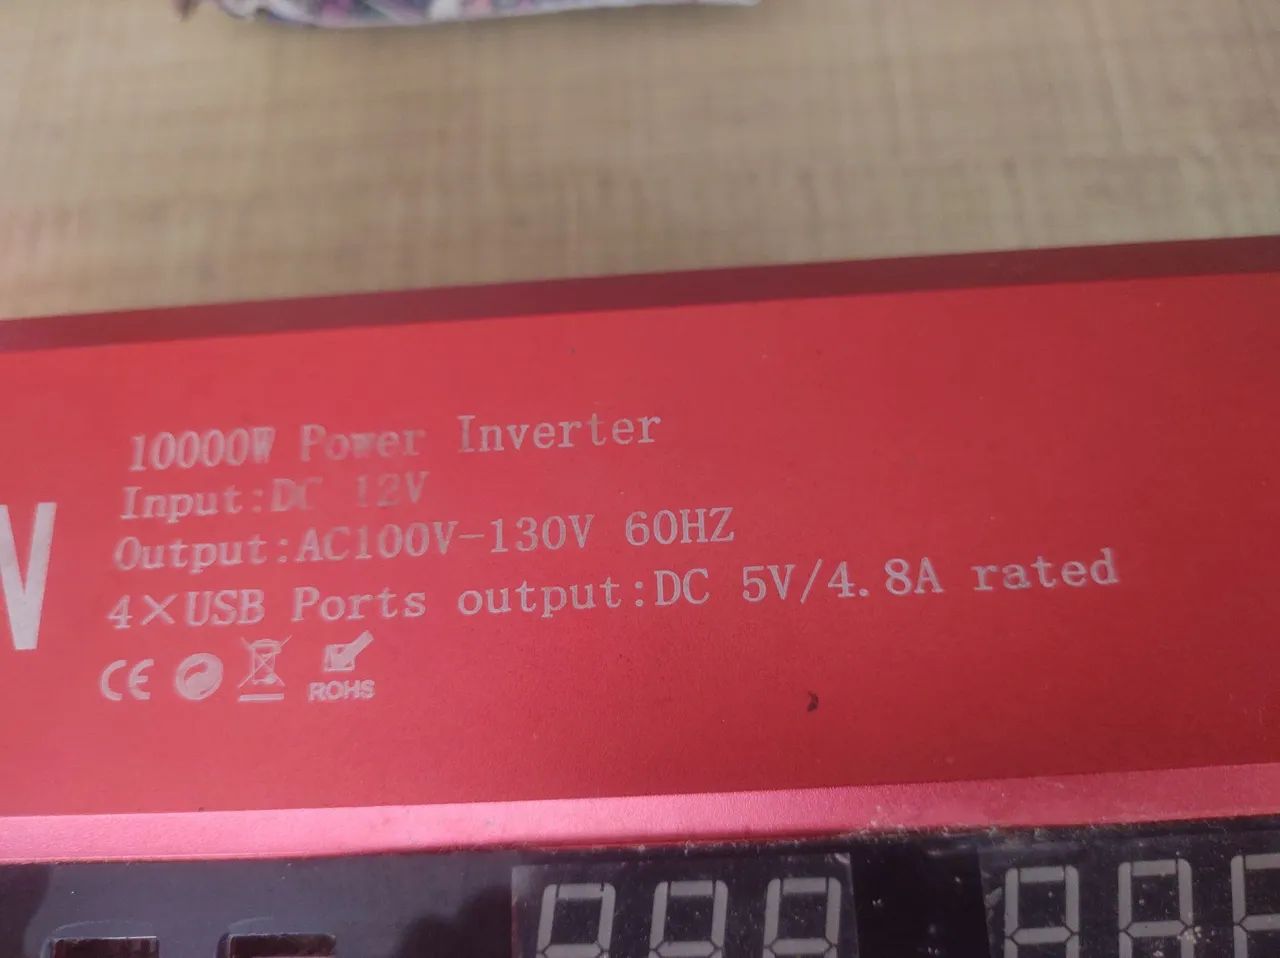 10000W Power Inverter
Input:DC 12V
V
Output:AC100V-130V 60HZ
4×USB Ports output:DC 5V/4.8A rated
CE
ROHS